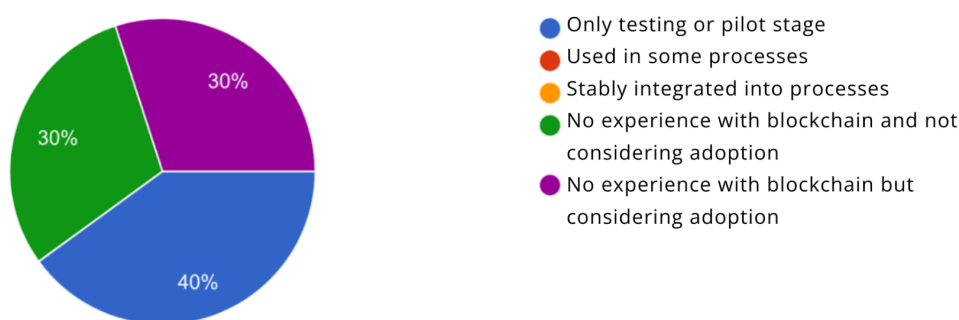 30%
30%
40%
Only testing or pilot stage
Used in some processes
Stably integrated into processes
No experience with blockchain and not
considering adoption
No experience with blockchain but
considering adoption